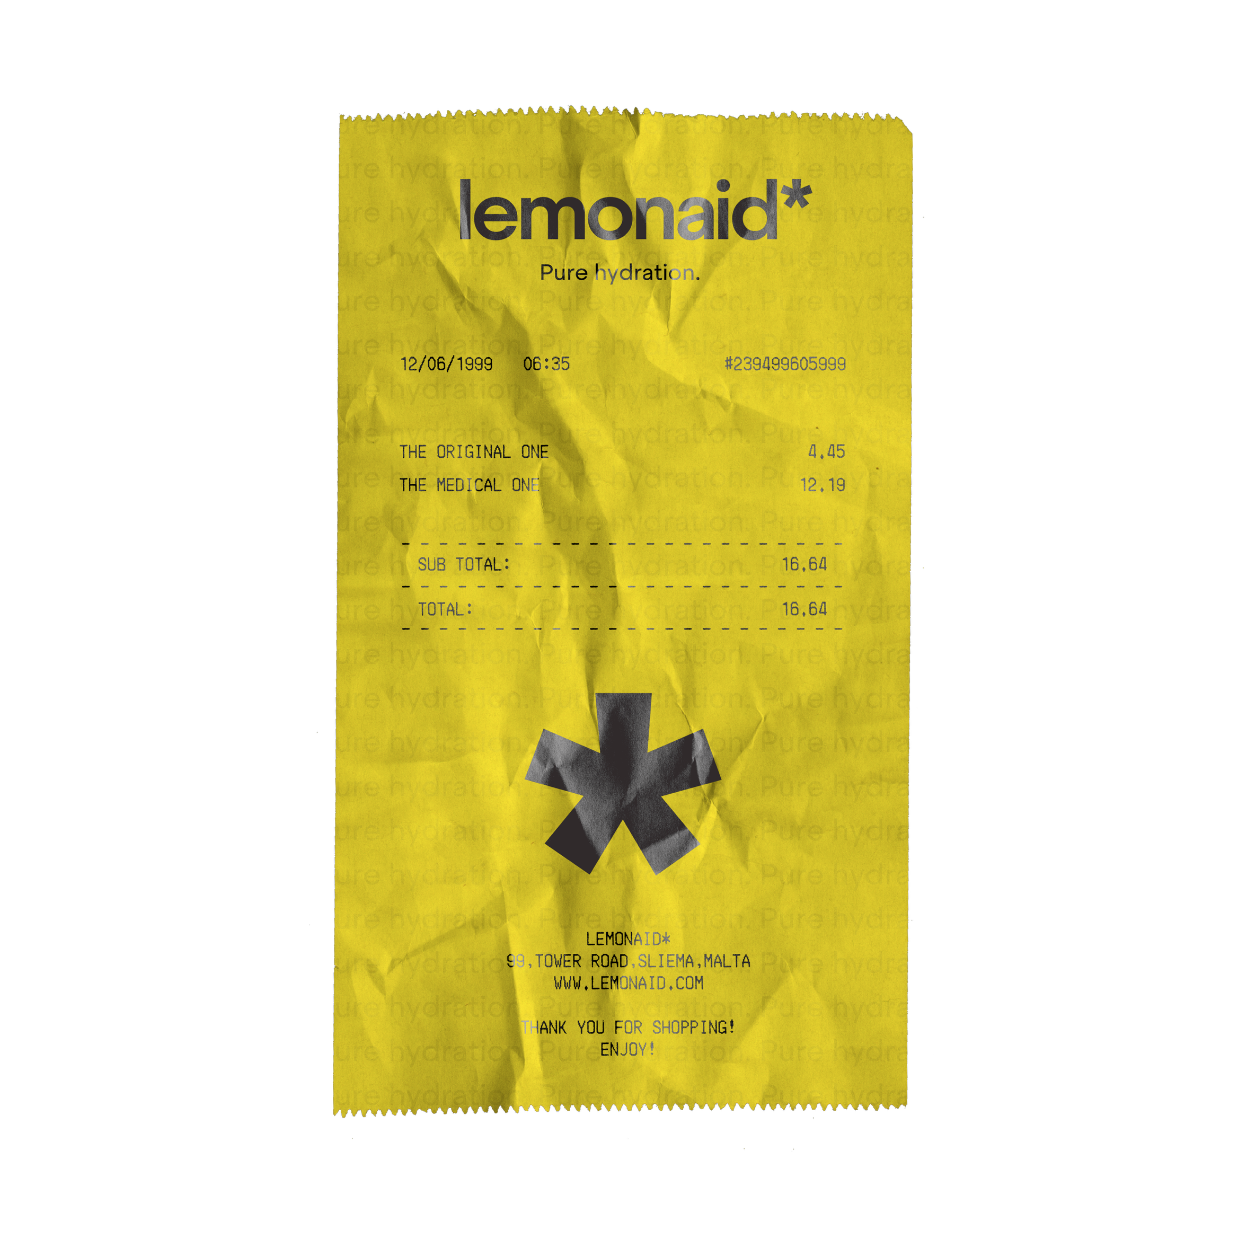 lemonaid*
Pure hydration.
12/06/1999 06:35 #239499605999
THE ORIGINAL ONE 4.45
THE MEDICAL ONE 12.19
SUB TOTAL: 16.64
TOTAL: 16.64
LEMONAID*
99,TOWER ROAD,SLIEMA,MALTA
WWW.LEMONAID.COM
THANK YOU FOR SHOPPING!
ENJOY!